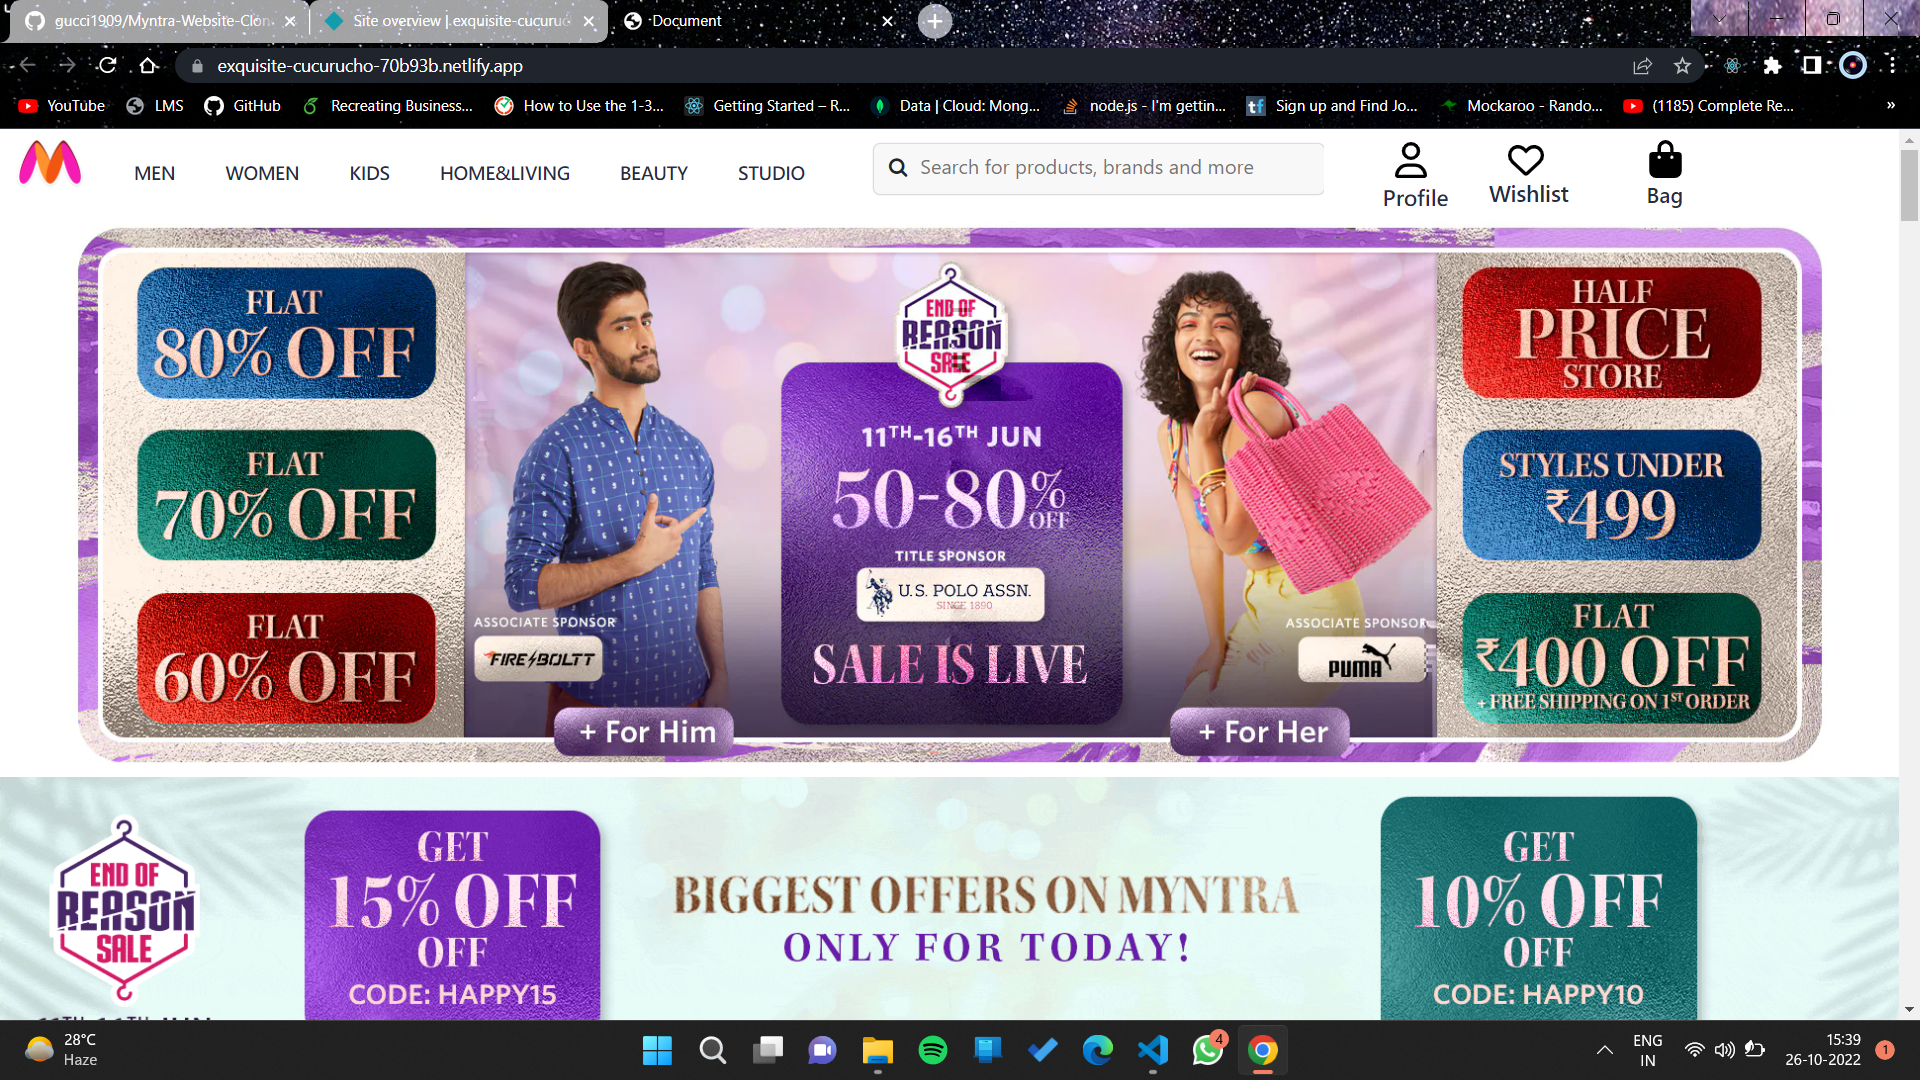 gucci1909/Myntra-Website-Clon
Site overview | exquisite-cucuruc
Document
exquisite-cucurucho-70b93b.netlify.app
YouTube
LMS
GitHub
Recreating Business...
How to Use the 1-3...
Getting Started – R...
Data | Cloud: Mong...
node.js - I'm gettin...
Sign up and Find Jo...
Mockaroo - Rando...
(1185) Complete Re...
»
MEN
WOMEN
KIDS
HOME&LIVING
BEAUTY
STUDIO
Search for products, brands and more
Profile
Wishlist
Bag
FLAT
80% OFF
FLAT
70% OFF
FLAT
60% OFF
ASSOCIATE SPONSOR
FIRE BOLTT
+ For Him
END OF
REASON
SALE
11TH-16TH JUN
50-80%
OFF
TITLE SPONSOR
U.S. POLO ASSN.
SINCE 1890
SALE IS LIVE
ASSOCIATE SPONSOR
PUMA
+ For Her
HALF
PRICE
STORE
STYLES UNDER
₹499
FLAT
₹400 OFF
+ FREE SHIPPING ON 1ST ORDER
END OF
REASON
SALE
GET
15% OFF
OFF
CODE: HAPPY15
BIGGEST OFFERS ON MYNTRA
ONLY FOR TODAY!
GET
10% OFF
OFF
CODE: HAPPY10
28°C
Haze
4
ENG
IN
15:39
26-10-2022
1